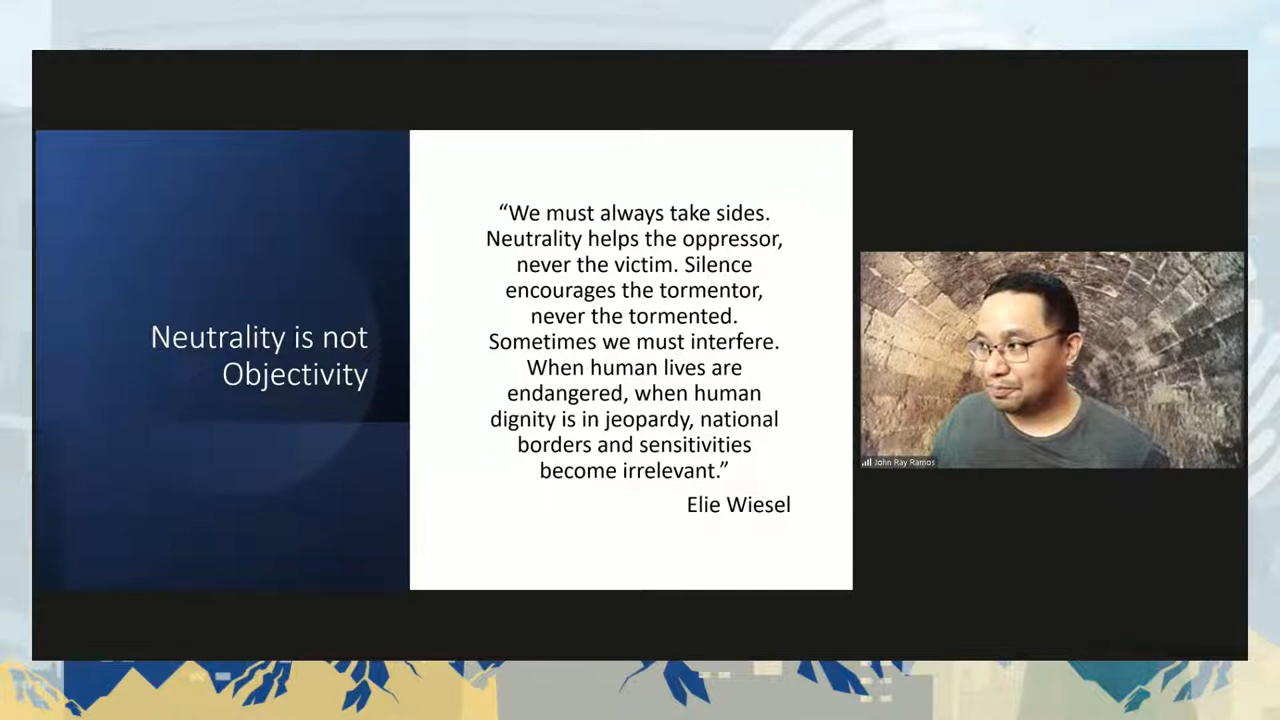 Neutrality is not
Objectivity
“We must always take sides.
Neutrality helps the oppressor,
never the victim. Silence
encourages the tormentor,
never the tormented.
Sometimes we must interfere.
When human lives are
endangered, when human
dignity is in jeopardy, national
borders and sensitivities
become irrelevant.”
Elie Wiesel
John Ray Ramos